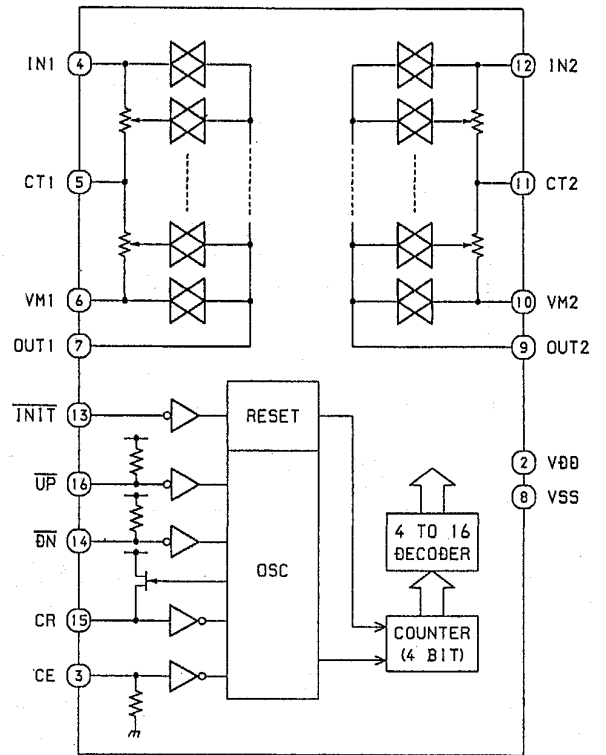 IN1 4
12 IN2
CT1 5
11 CT2
VM1 6
10 VM2
OUT1 7
9 OUT2
INIT 13
RESET
2 VDD
UP 16
8 VSS
DN 14
4 TO 16
DECODER
OSC
CR 15
COUNTER
(4 BIT)
CE 3